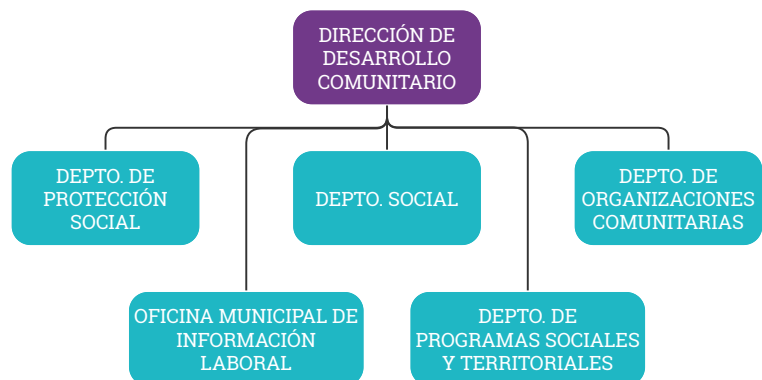 DIRECCIÓN DE
DESARROLLO
COMUNITARIO
DEPTO. DE
PROTECCIÓN
SOCIAL
DEPTO. SOCIAL
DEPTO. DE
ORGANIZACIONES
COMUNITARIAS
OFICINA MUNICIPAL DE
INFORMACIÓN
LABORAL
DEPTO. DE
PROGRAMAS SOCIALES
Y TERRITORIALES